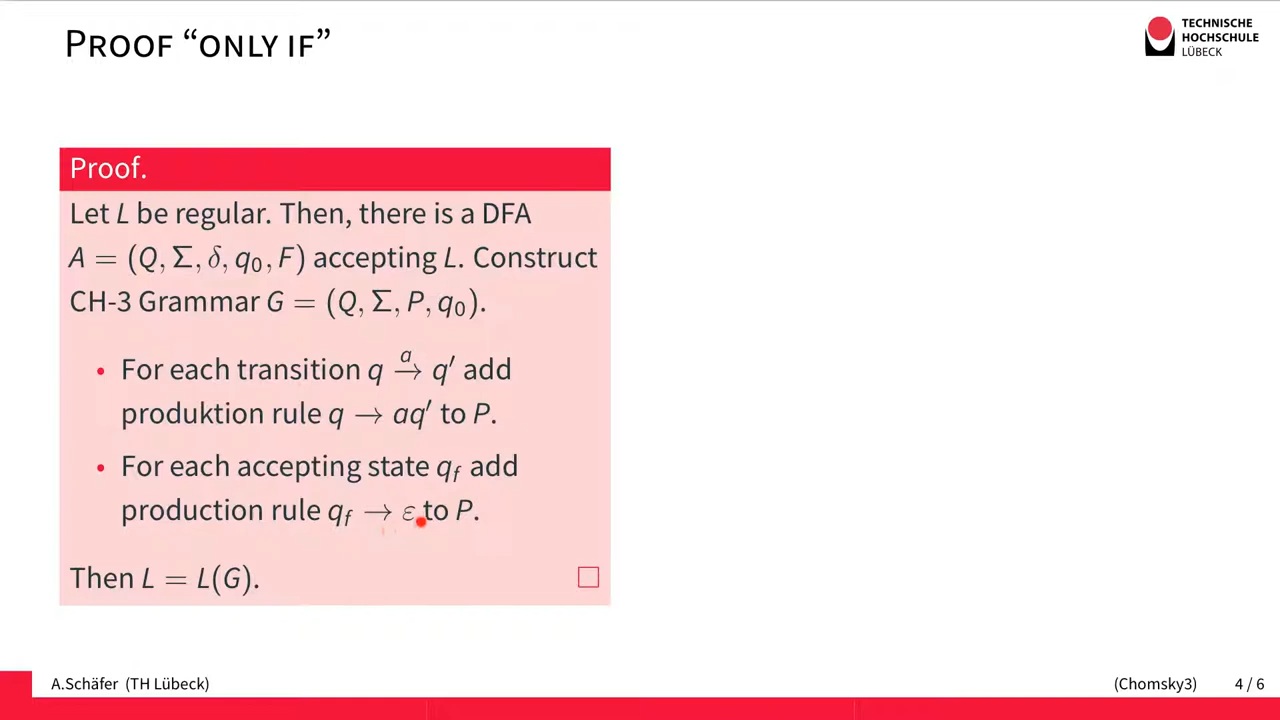 PROOF “ONLY IF”
TECHNISCHE
HOCHSCHULE
LÜBECK
Proof.
Let L be regular. Then, there is a DFA
A = (Q, Σ, δ, q₀, F) accepting L. Construct
CH-3 Grammar G = (Q, Σ, P, q₀).
• For each transition q →ᵃ q′ add
produktion rule q → aq′ to P.
• For each accepting state q_f add
production rule q_f → ε to P.
Then L = L(G). □
A.Schäfer (TH Lübeck) (Chomsky3) 4 / 6